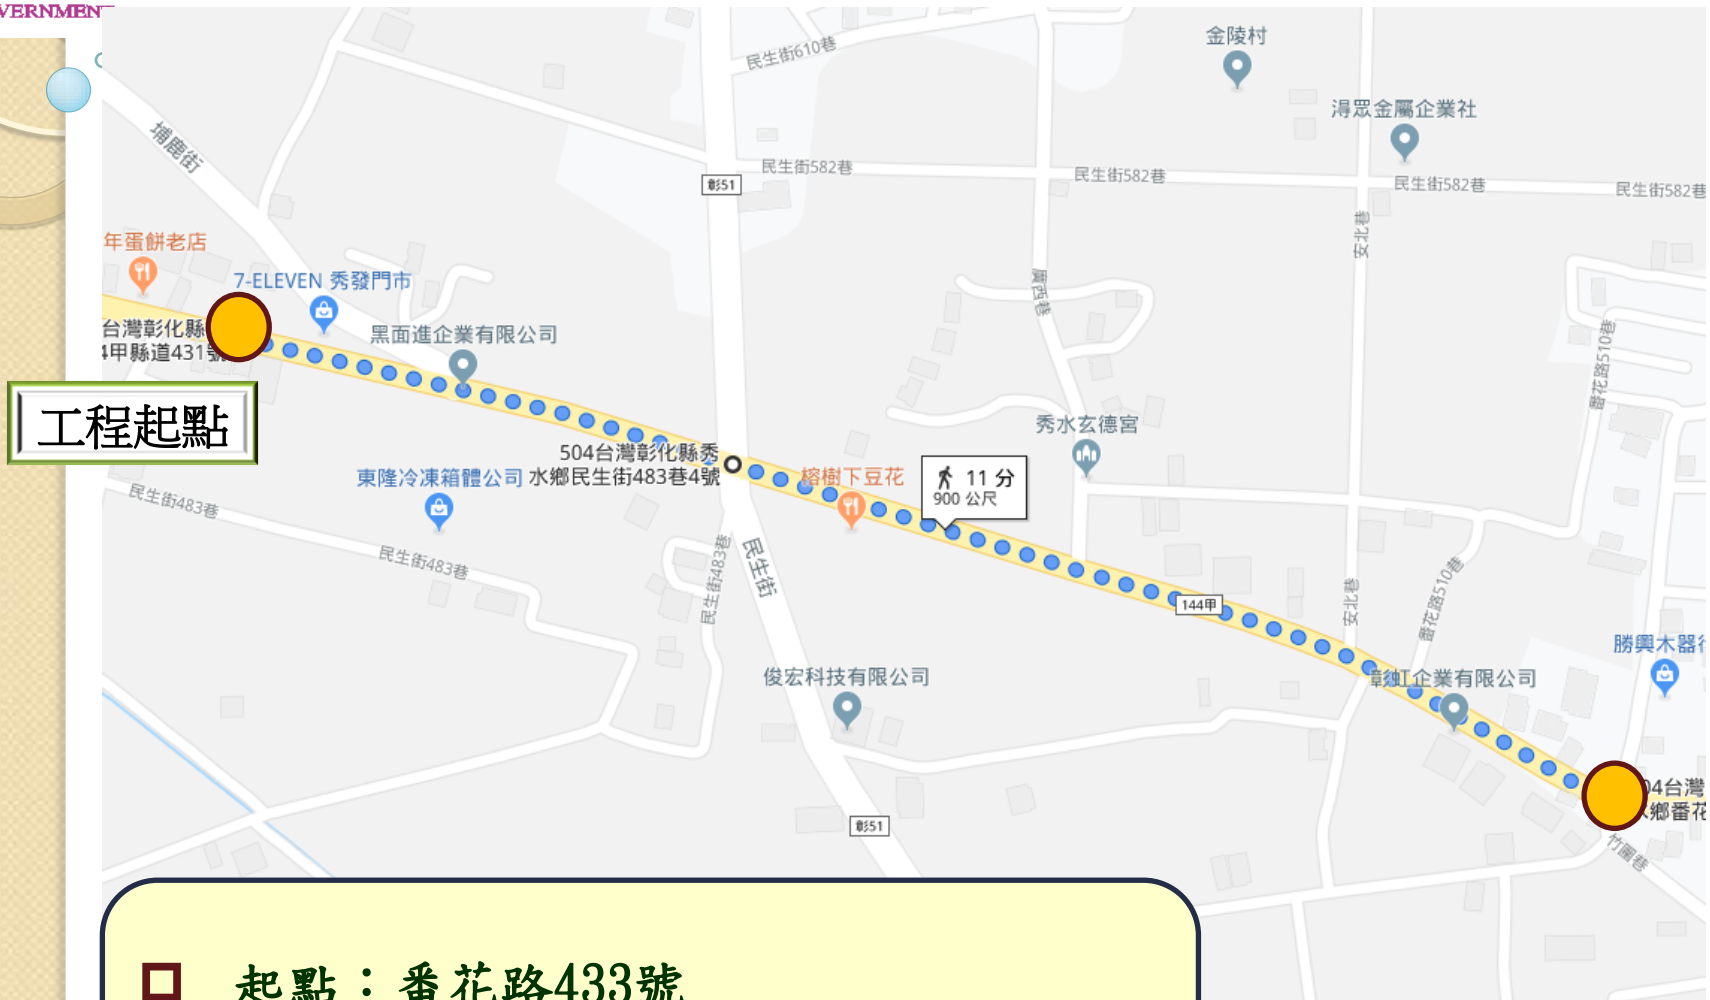 VERNMENT
金陵村
民生街610巷
淂眾金屬企業社
埔鹿街
民生街582巷
民生街582巷
民生街582巷
民生街582巷
彰51
安北巷
年蛋餅老店
7-ELEVEN 秀發門市
廣西巷
台灣彰化縣
4甲縣道431號
黑面進企業有限公司
番花路510巷
工程起點
秀水玄德宮
504台灣彰化縣秀
水鄉民生街483巷4號
東隆冷凍箱體公司
榕樹下豆花
11 分
900 公尺
民生街483巷
民生街483巷
民生街483巷
民生街
144甲
安北巷
番花路510巷
勝興木器行
俊宏科技有限公司
彰虹企業有限公司
04台灣
鄉番花
彰51
竹圍巷
起點：番花路433號